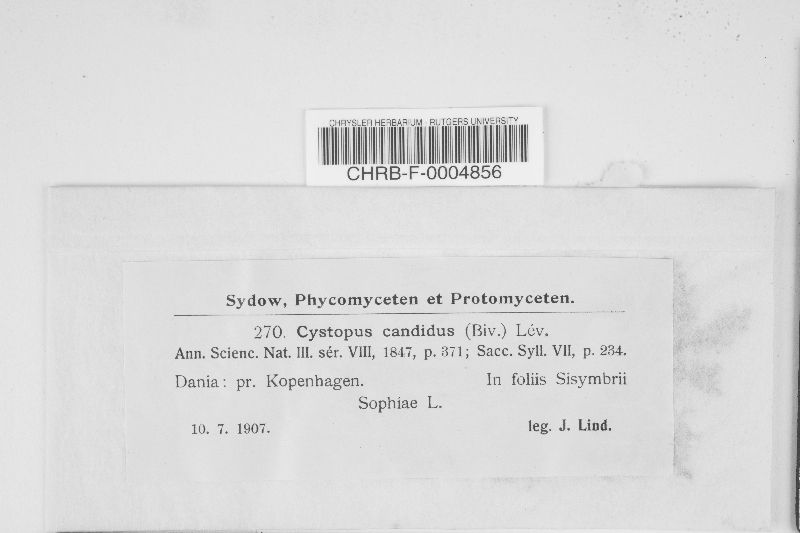 CHRYSLER HERBARIUM - RUTGERS UNIVERSITY
CHRB-F-0004856
Sydow, Phycomyceten et Protomyceten.
270. Cystopus candidus (Biv.) Lév.
Ann. Scienc. Nat. III. sér. VIII, 1847, p. 371; Sacc. Syll. VII, p. 234.
Dania: pr. Kopenhagen. In foliis Sisymbrii
Sophiae L.
10. 7. 1907. leg. J. Lind.